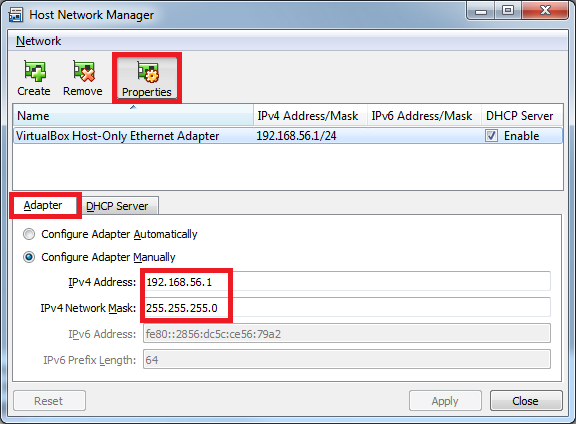 Host Network Manager
Network
Create Remove Properties
Name IPv4 Address/Mask IPv6 Address/Mask DHCP Server
VirtualBox Host-Only Ethernet Adapter 192.168.56.1/24 Enable
Adapter DHCP Server
Configure Adapter Automatically
Configure Adapter Manually
IPv4 Address: 192.168.56.1
IPv4 Network Mask: 255.255.255.0
IPv6 Address: fe80::2856:dc5c:ce56:79a2
IPv6 Prefix Length: 64
Reset Apply Close